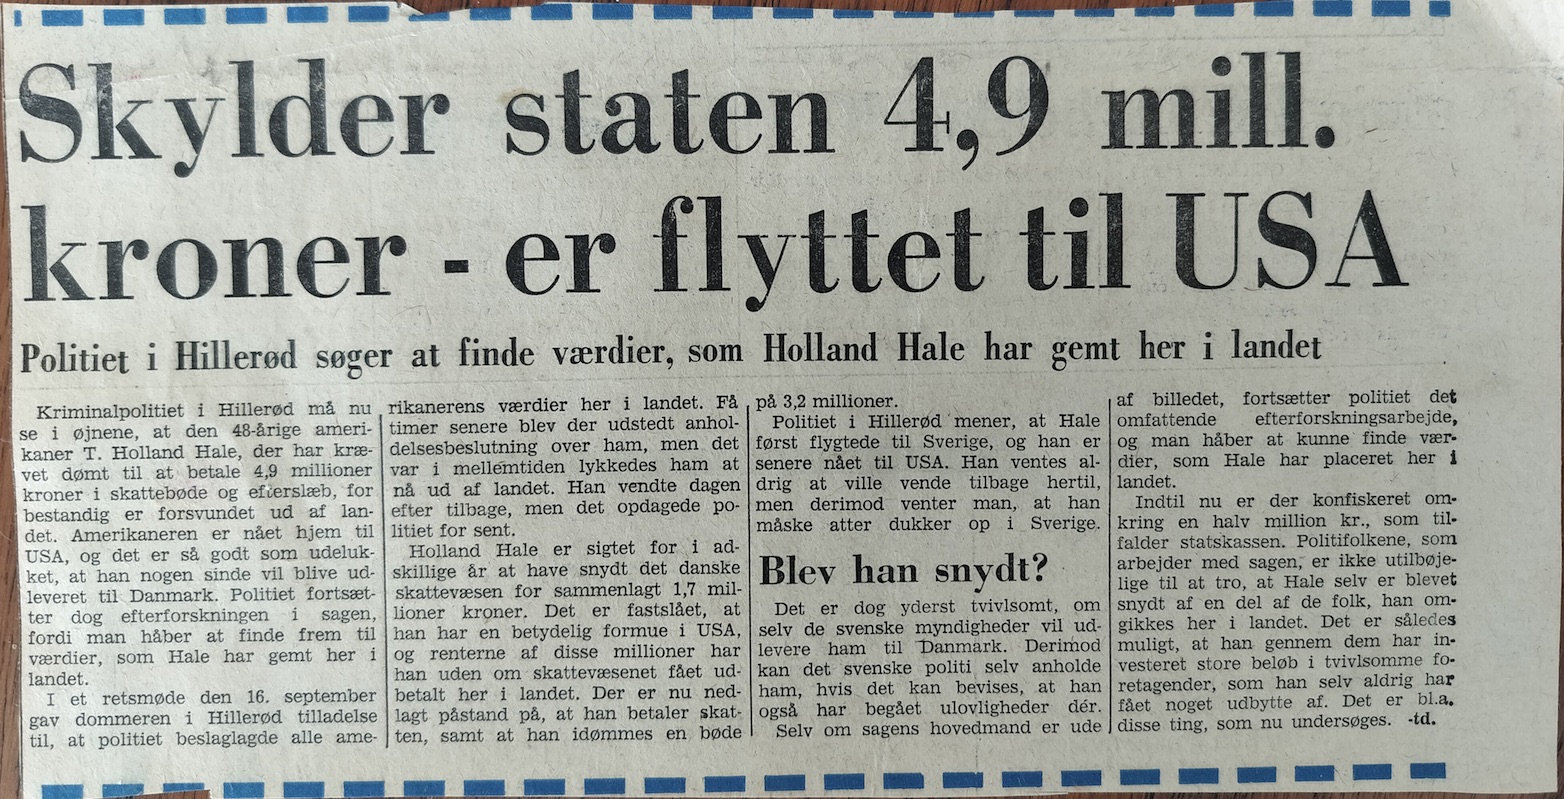 Skylder staten 4,9 mill.
kroner - er flyttet til USA
Politiet i Hillerød søger at finde værdier, som Holland Hale har gemt her i landet
Kriminalpolitiet i Hillerød må nu
se i øjnene, at den 48-årige ameri-
kaner T. Holland Hale, der har kræ-
vet dømt til at betale 4,9 millioner
kroner i skattebøde og efterslæb, for
bestandig er forsvundet ud af lan-
det. Amerikaneren er nået hjem til
USA, og det er så godt som udeluk-
ket, at han nogen sinde vil blive ud-
leveret til Danmark. Politiet fortsæt-
ter dog efterforskningen i sagen,
fordi man håber at finde frem til
værdier, som Hale har gemt her i
landet.
I et retsmøde den 16. september
gav dommeren i Hillerød tilladelse
til, at politiet beslaglagde alle ame-
rikanerens værdier her i landet. Få
timer senere blev der udstedt anhol-
delsesbeslutning over ham, men det
var i mellemtiden lykkedes ham at
nå ud af landet. Han vendte dagen
efter tilbage, men det opdagede po-
litiet for sent.
Holland Hale er sigtet for i ad-
skillige år at have snydt det danske
skattevæsen for sammenlagt 1,7 mil-
lioner kroner. Det er fastslået, at
han har en betydelig formue i USA,
og renterne af disse millioner har
han uden om skattevæsenet fået ud-
betalt her i landet. Der er nu ned-
lagt påstand på, at han betaler skat-
ten, samt at han idømmes en bøde
på 3,2 millioner.
Politiet i Hillerød mener, at Hale
først flygtede til Sverige, og han er
senere nået til USA. Han ventes al-
drig at ville vende tilbage hertil,
men derimod venter man, at han
måske atter dukker op i Sverige.
Blev han snydt?
Det er dog yderst tvivlsomt, om
selv de svenske myndigheder vil ud-
levere ham til Danmark. Derimod
kan det svenske politi selv anholde
ham, hvis det kan bevises, at han
også har begået ulovligheder dér.
Selv om sagens hovedmand er ude
af billedet, fortsætter politiet det
omfattende efterforskningsarbejde,
og man håber at kunne finde vær-
dier, som Hale har placeret her i
landet.
Indtil nu er der konfiskeret om-
kring en halv million kr., som til-
falder statskassen. Politifolkene, som
arbejder med sagen, er ikke utilbøje-
lige til at tro, at Hale selv er blevet
snydt af en del af de folk, han om-
gikkes her i landet. Det er således
muligt, at han gennem dem har in-
vesteret store beløb i tvivlsomme fo-
retagender, som han selv aldrig har
fået noget udbytte af. Det er bl.a.
disse ting, som nu undersøges. -td.